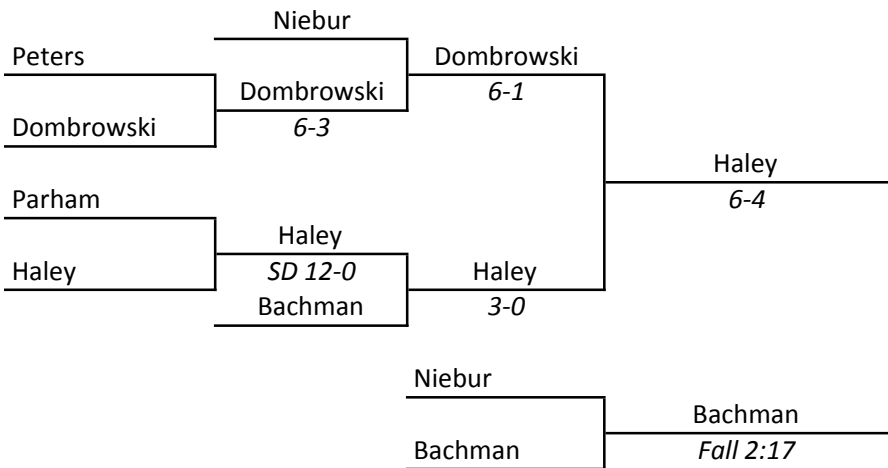 Niebur
Peters
Dombrowski
Dombrowski
6-1
6-3
Dombrowski
Haley
6-4
Parham
Haley
Haley
SD 12-0
Haley
Bachman
3-0
Niebur
Bachman
Bachman
Fall 2:17